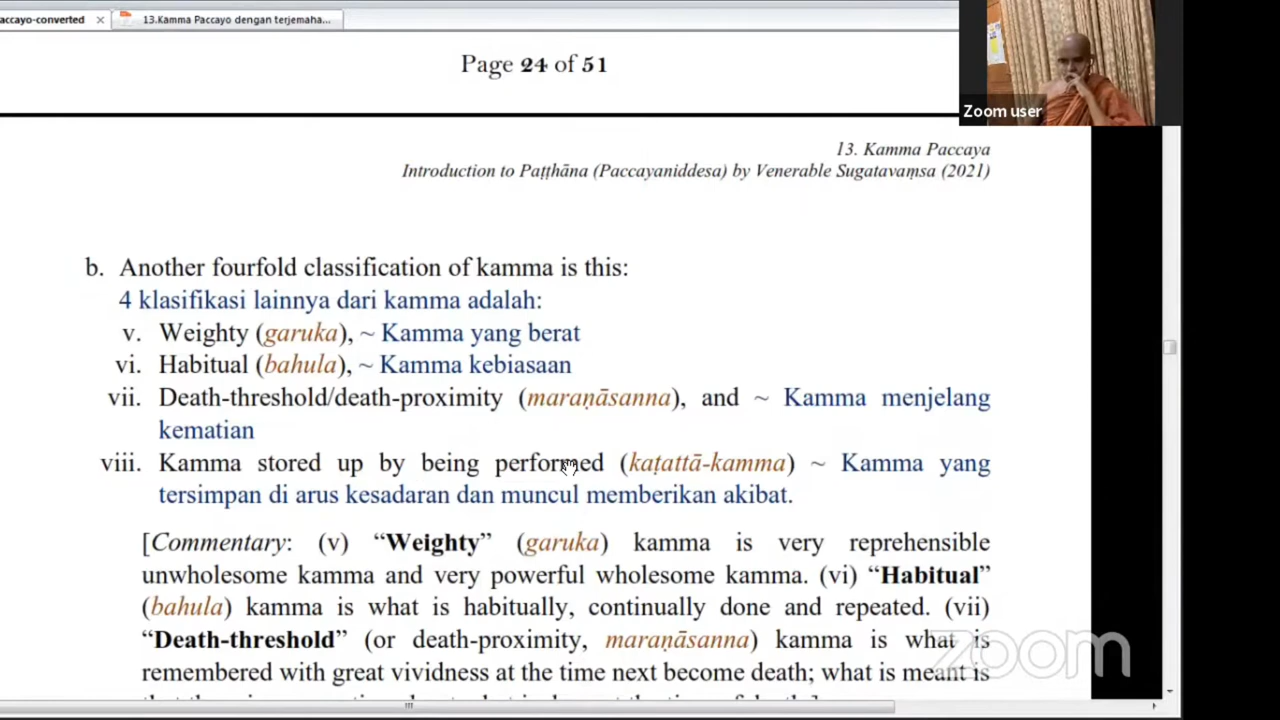 accayo-converted
13.Kamma Paccayo dengan terjemaha...
Page 24 of 51
Zoom user
13. Kamma Paccaya
Introduction to Paṭṭhāna (Paccayaniddesa) by Venerable Sugatavaṃsa (2021)
b. Another fourfold classification of kamma is this:
4 klasifikasi lainnya dari kamma adalah:
v. Weighty (garuka), ~ Kamma yang berat
vi. Habitual (bahula), ~ Kamma kebiasaan
vii. Death-threshold/death-proximity (maraṇāsanna), and ~ Kamma menjelang
kematian
viii. Kamma stored up by being performed (kaṭattā-kamma) ~ Kamma yang
tersimpan di arus kesadaran dan muncul memberikan akibat.
[Commentary: (v) “Weighty” (garuka) kamma is very reprehensible
unwholesome kamma and very powerful wholesome kamma. (vi) “Habitual”
(bahula) kamma is what is habitually, continually done and repeated. (vii)
“Death-threshold” (or death-proximity, maraṇāsanna) kamma is what is
remembered with great vividness at the time next become death; what is meant is
zoom